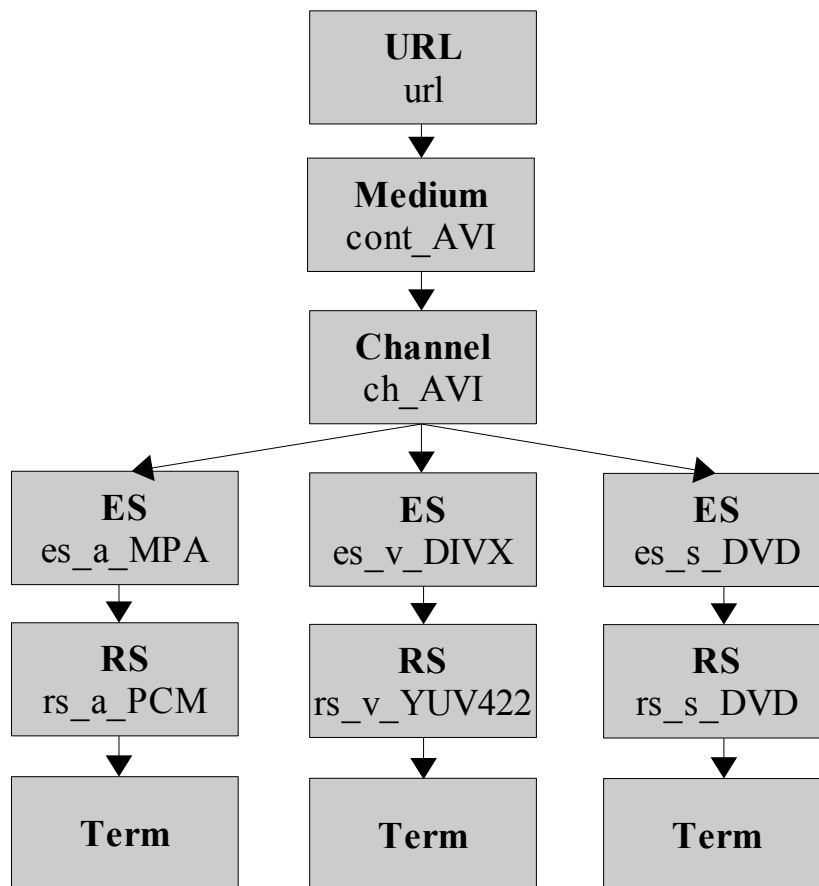 URL
url
Medium
cont_AVI
Channel
ch_AVI
ES
es_a_MPA
ES
es_v_DIVX
ES
es_s_DVD
RS
rs_a_PCM
RS
rs_v_YUV422
RS
rs_s_DVD
Term
Term
Term